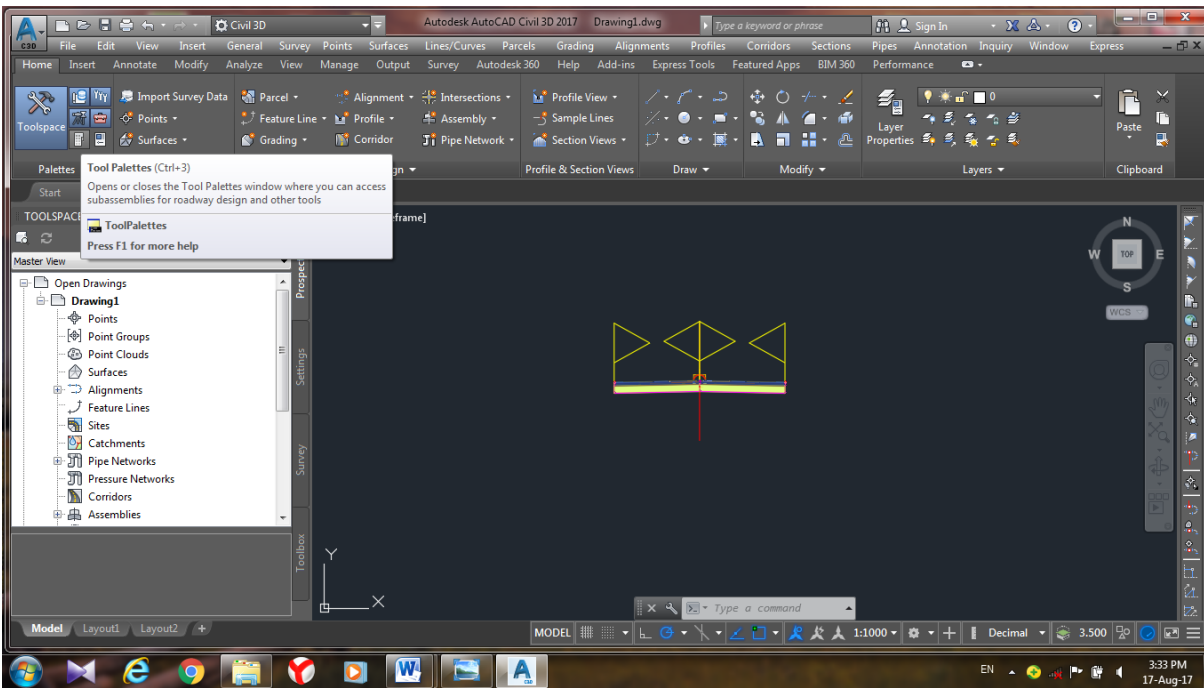 Civil 3D
Autodesk AutoCAD Civil 3D 2017 Drawing1.dwg
Type a keyword or phrase
Sign In
C3D
File Edit View Insert General Survey Points Surfaces Lines/Curves Parcels Grading Alignments Profiles Corridors Sections Pipes Annotation Inquiry Window Express
Home Insert Annotate Modify Analyze View Manage Output Survey Autodesk 360 Help Add-ins Express Tools Featured Apps BIM 360 Performance
Toolspace
Import Survey Data
Points
Surfaces
Parcel
Feature Line
Grading
Alignment
Profile
Corridor
Intersections
Assembly
Pipe Network
Profile View
Sample Lines
Section Views
Layer
Properties
0
Paste
Palettes
gn
Profile & Section Views
Draw
Modify
Layers
Clipboard
Tool Palettes (Ctrl+3)
Opens or closes the Tool Palettes window where you can access
subassemblies for roadway design and other tools
ToolPalettes
Press F1 for more help
Start
TOOLSPACE
eframe]
Master View
Open Drawings
Drawing1
Points
Point Groups
Point Clouds
Surfaces
Alignments
Feature Lines
Sites
Catchments
Pipe Networks
Pressure Networks
Corridors
Assemblies
Prospec
Settings
Survey
Toolbox
N
W TOP E
S
WCS
Y
X
Type a command
Model Layout1 Layout2 +
MODEL 1:1000 Decimal 3.500
EN
3:33 PM
17-Aug-17